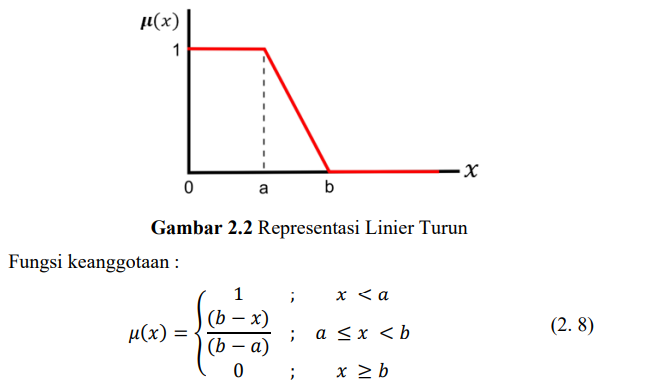 μ(x)
1
0 a b x
Gambar 2.2 Representasi Linier Turun
Fungsi keanggotaan :
1 ; x < a
μ(x) = { (b − x) / (b − a) ; a ≤ x < b (2. 8)
0 ; x ≥ b